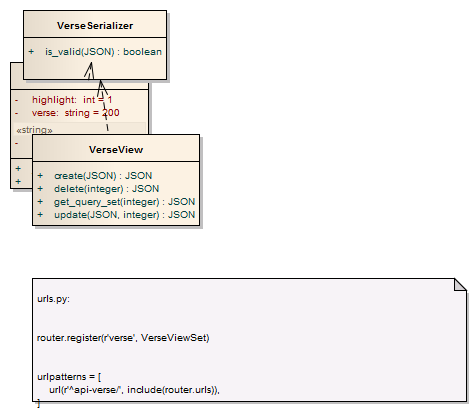 VerseSerializer
+ is_valid(JSON) : boolean
- highlight: int = 1
- verse: string = 200
«string»
-
+
+
VerseView
+ create(JSON) : JSON
+ delete(integer) : JSON
+ get_query_set(integer) : JSON
+ update(JSON, integer) : JSON
urls.py:
router.register(r'verse', VerseViewSet)
urlpatterns = [
url(r'^api-verse/', include(router.urls)),
]